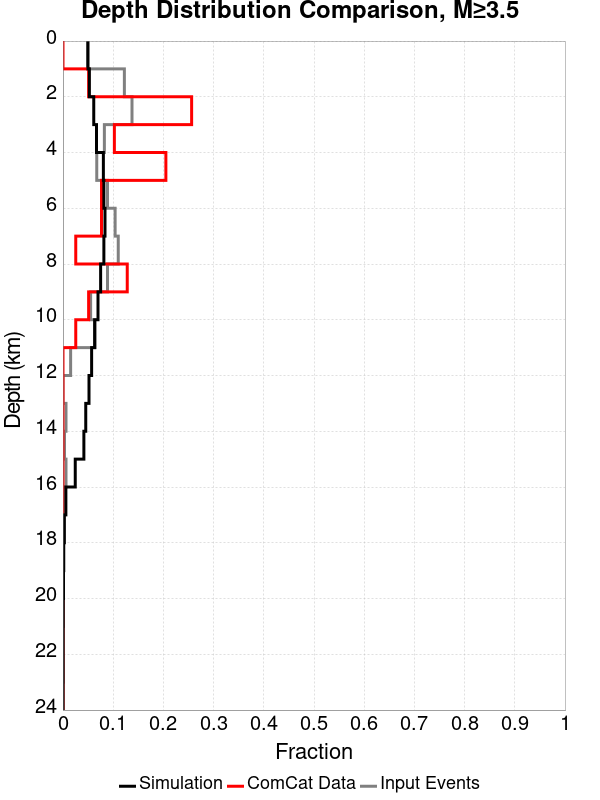 Depth Distribution Comparison, M≥3.5
0
2
4
6
8
10
12
14
16
18
20
22
24
Depth (km)
0 0.1 0.2 0.3 0.4 0.5 0.6 0.7 0.8 0.9 1
Fraction
Simulation ComCat Data Input Events